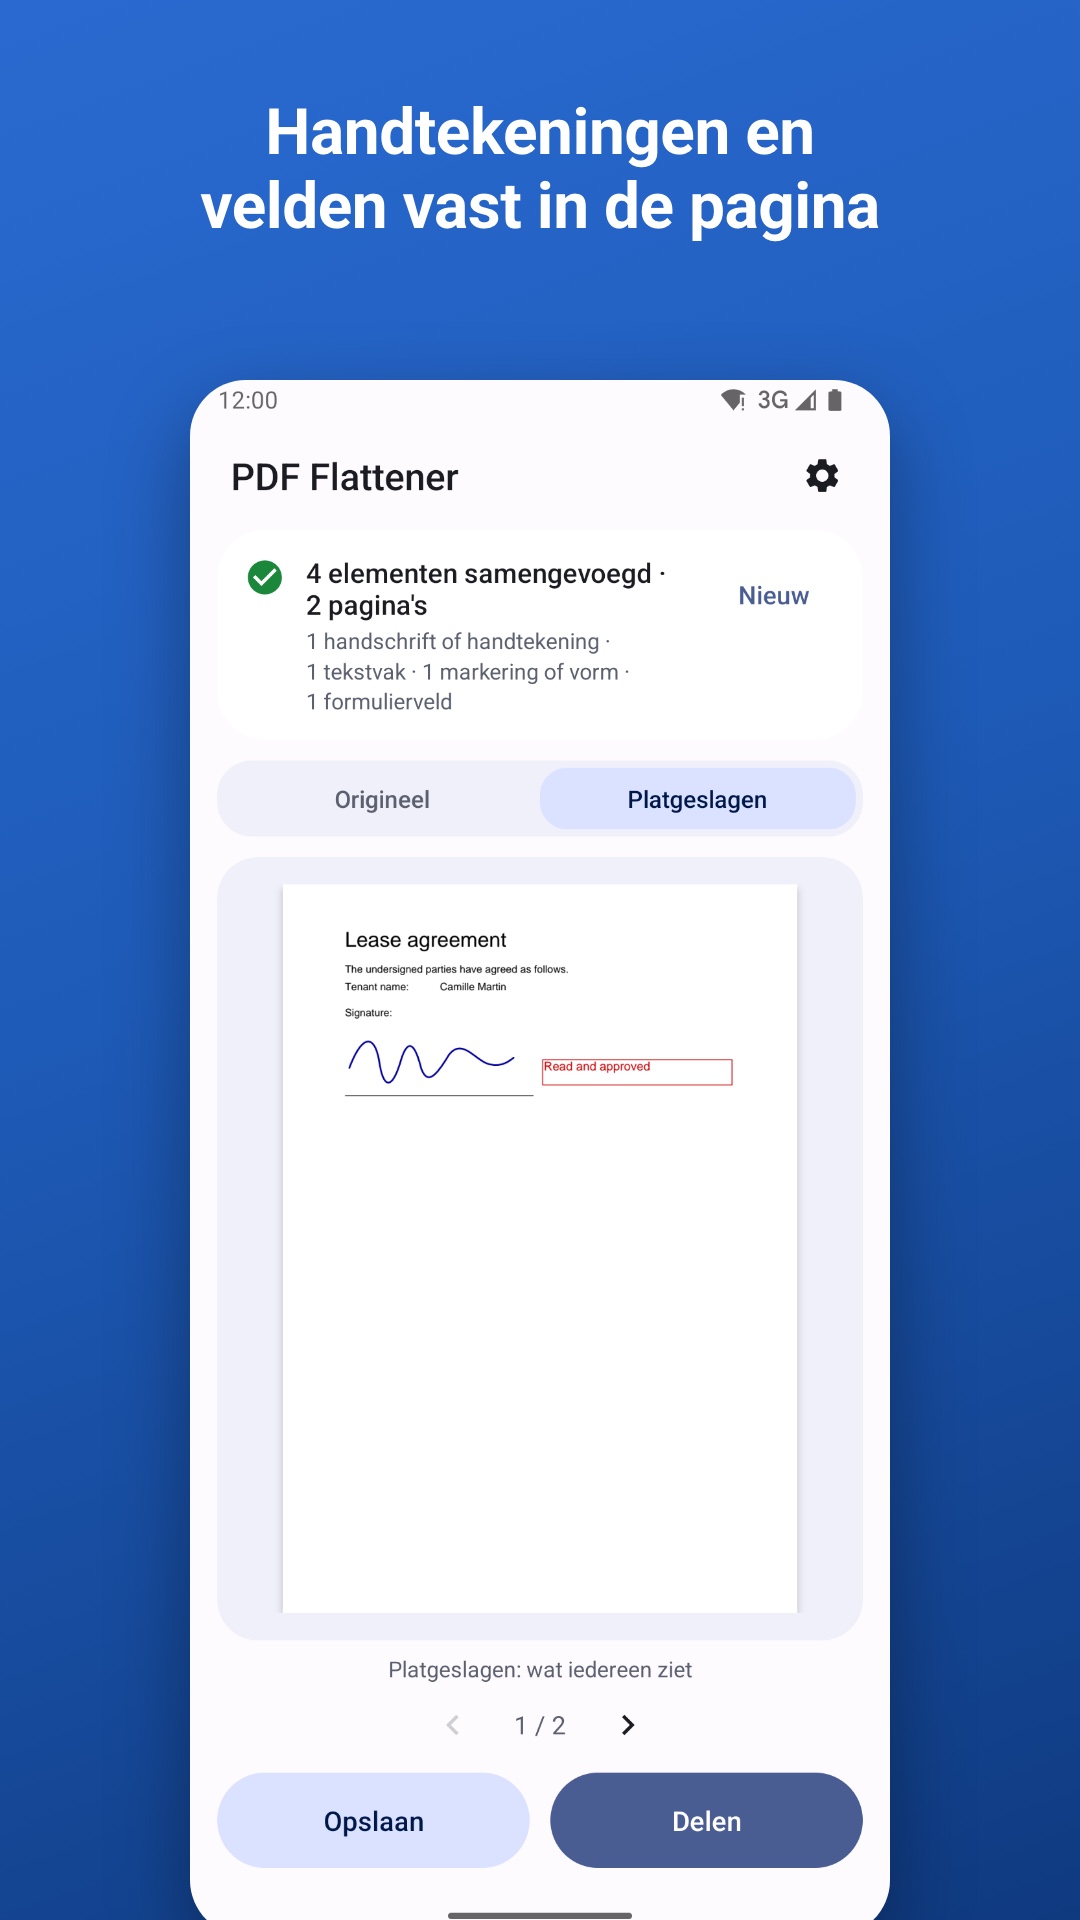 Handtekeningen en
velden vast in de pagina
12:00
3G
PDF Flattener
4 elementen samengevoegd ·
2 pagina's
Nieuw
1 handschrift of handtekening ·
1 tekstvak · 1 markering of vorm ·
1 formulierveld
Origineel
Platgeslagen
Lease agreement
The undersigned parties have agreed as follows.
Tenant name: Camille Martin
Signature:
Read and approved
Platgeslagen: wat iedereen ziet
1 / 2
Opslaan
Delen